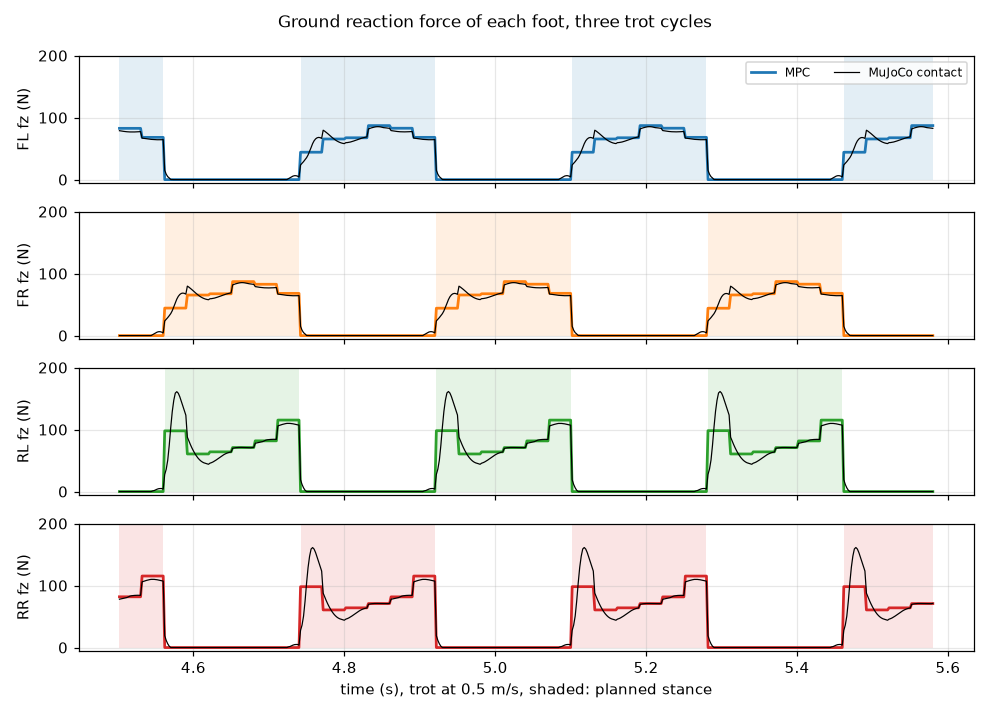 Ground reaction force of each foot, three trot cycles
FL fz (N)
200
100
0
MPC
MuJoCo contact
FR fz (N)
200
100
0
RL fz (N)
200
100
0
RR fz (N)
200
100
0
4.6 4.8 5.0 5.2 5.4 5.6
time (s), trot at 0.5 m/s, shaded: planned stance